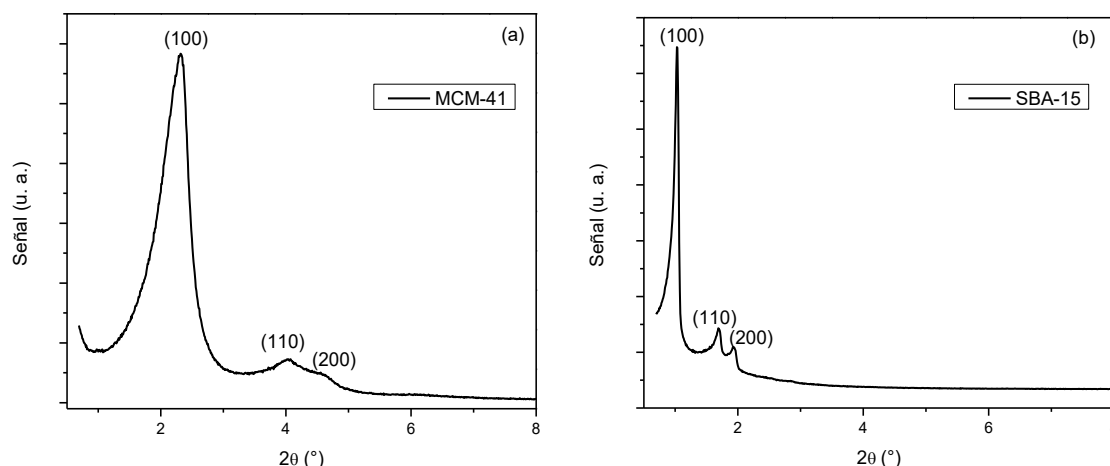 (a)
(100)
MCM-41
(110)
(200)
Señal (u. a.)
2 4 6 8
2θ (°)
(b)
(100)
SBA-15
(110)
(200)
Señal (u. a.)
2 4 6
2θ (°)